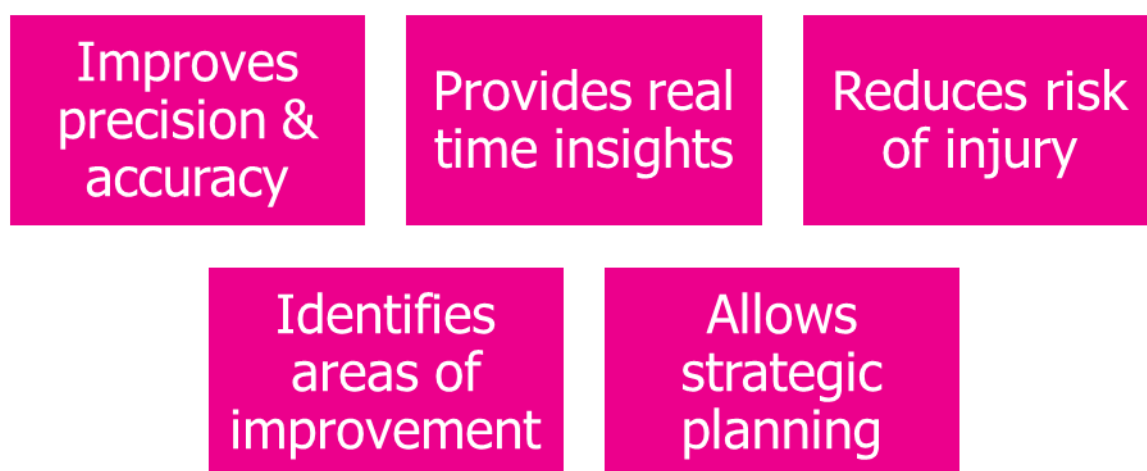 Improves
precision &
accuracy
Provides real
time insights
Reduces risk
of injury
Identifies
areas of
improvement
Allows
strategic
planning